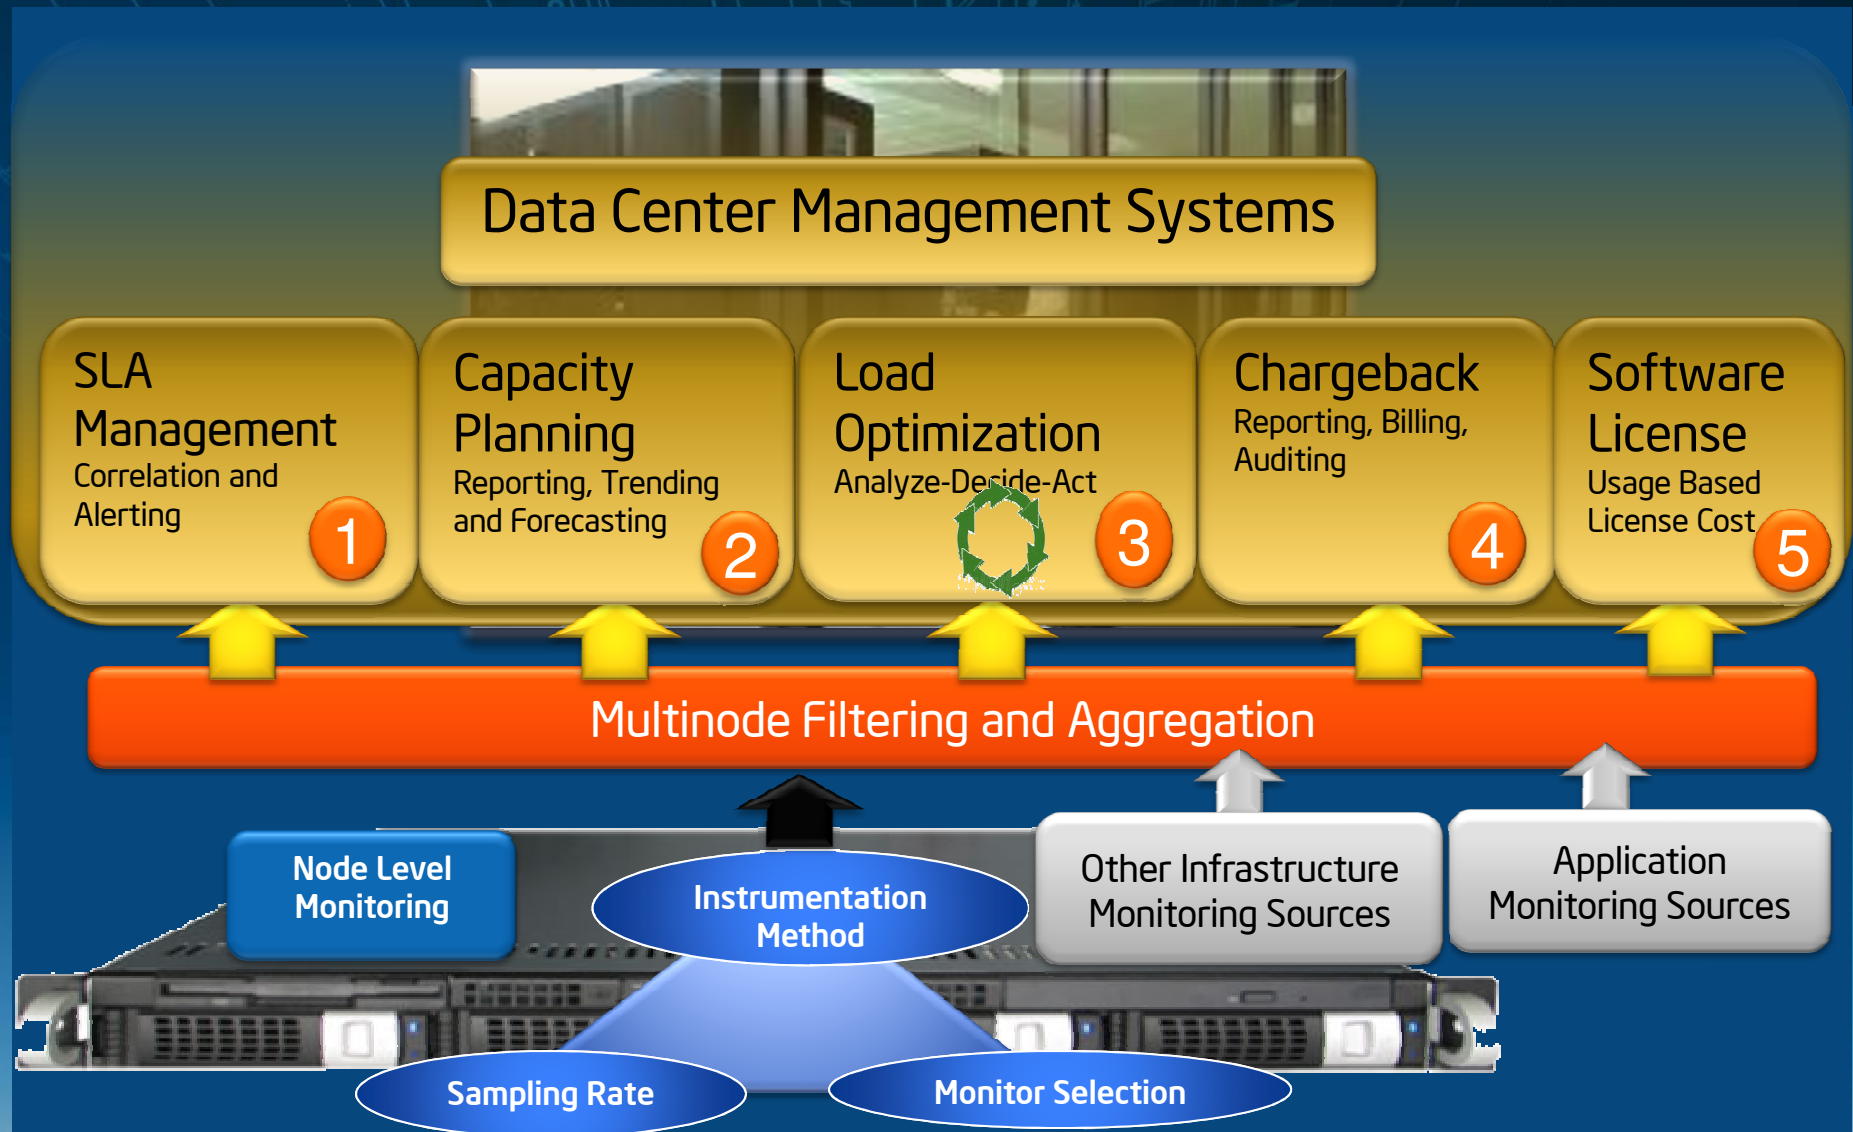 Data Center Management Systems
SLA
Management
Correlation and
Alerting
1
Capacity
Planning
Reporting, Trending
and Forecasting
2
Load
Optimization
Analyze-Decide-Act
3
Chargeback
Reporting, Billing,
Auditing
4
Software
License
Usage Based
License Cost
5
Multinode Filtering and Aggregation
Node Level
Monitoring
Instrumentation
Method
Other Infrastructure
Monitoring Sources
Application
Monitoring Sources
Sampling Rate
Monitor Selection